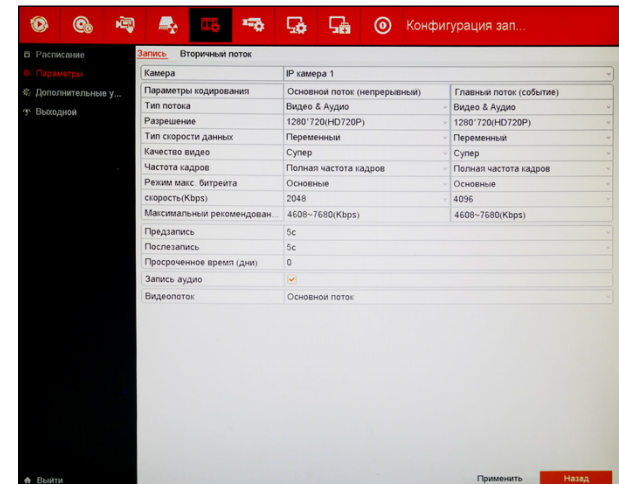 Конфигурация зап...
Расписание
Параметры
Дополнительные у...
Выходной
Запись Вторичный поток
Камера IP камера 1
Параметры кодирования Основной поток (непрерывный) Главный поток (событие)
Тип потока Видео & Аудио Видео & Аудио
Разрешение 1280*720(HD720P) 1280*720(HD720P)
Тип скорости данных Переменный Переменный
Качество видео Супер Супер
Частота кадров Полная частота кадров Полная частота кадров
Режим макс. битрейта Основные Основные
скорость(Kbps) 2048 4096
Максимальный рекомендован... 4608~7680(Kbps) 4608~7680(Kbps)
Предзапись 5с
Послезапись 5с
Просроченное время (дни) 0
Запись аудио
Видеопоток Основной поток
Выйти Применить Назад